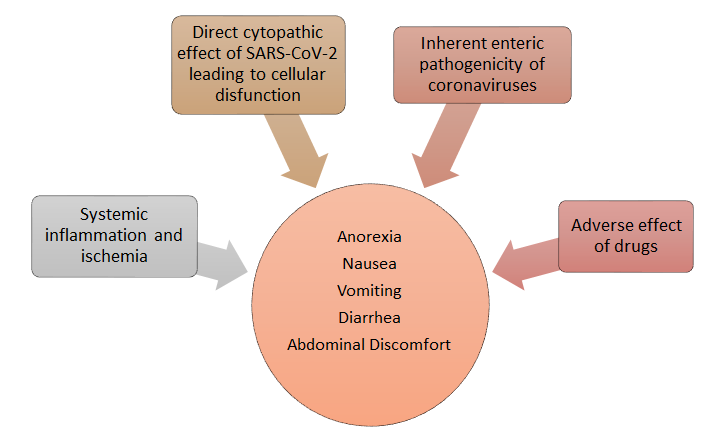 Direct cytopathic
effect of SARS-CoV-2
leading to cellular
disfunction
Inherent enteric
pathogenicity of
coronaviruses
Systemic
inflammation and
ischemia
Adverse effect
of drugs
Anorexia
Nausea
Vomiting
Diarrhea
Abdominal Discomfort